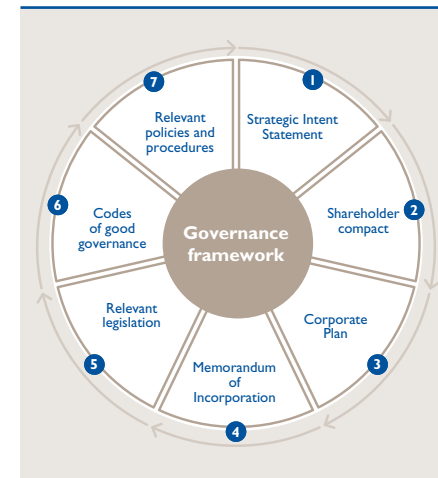 1
Strategic Intent
Statement
2
Shareholder
compact
3
Corporate
Plan
4
Memorandum
of
Incorporation
5
Relevant
legislation
6
Codes
of good
governance
7
Relevant
policies and
procedures
Governance
framework